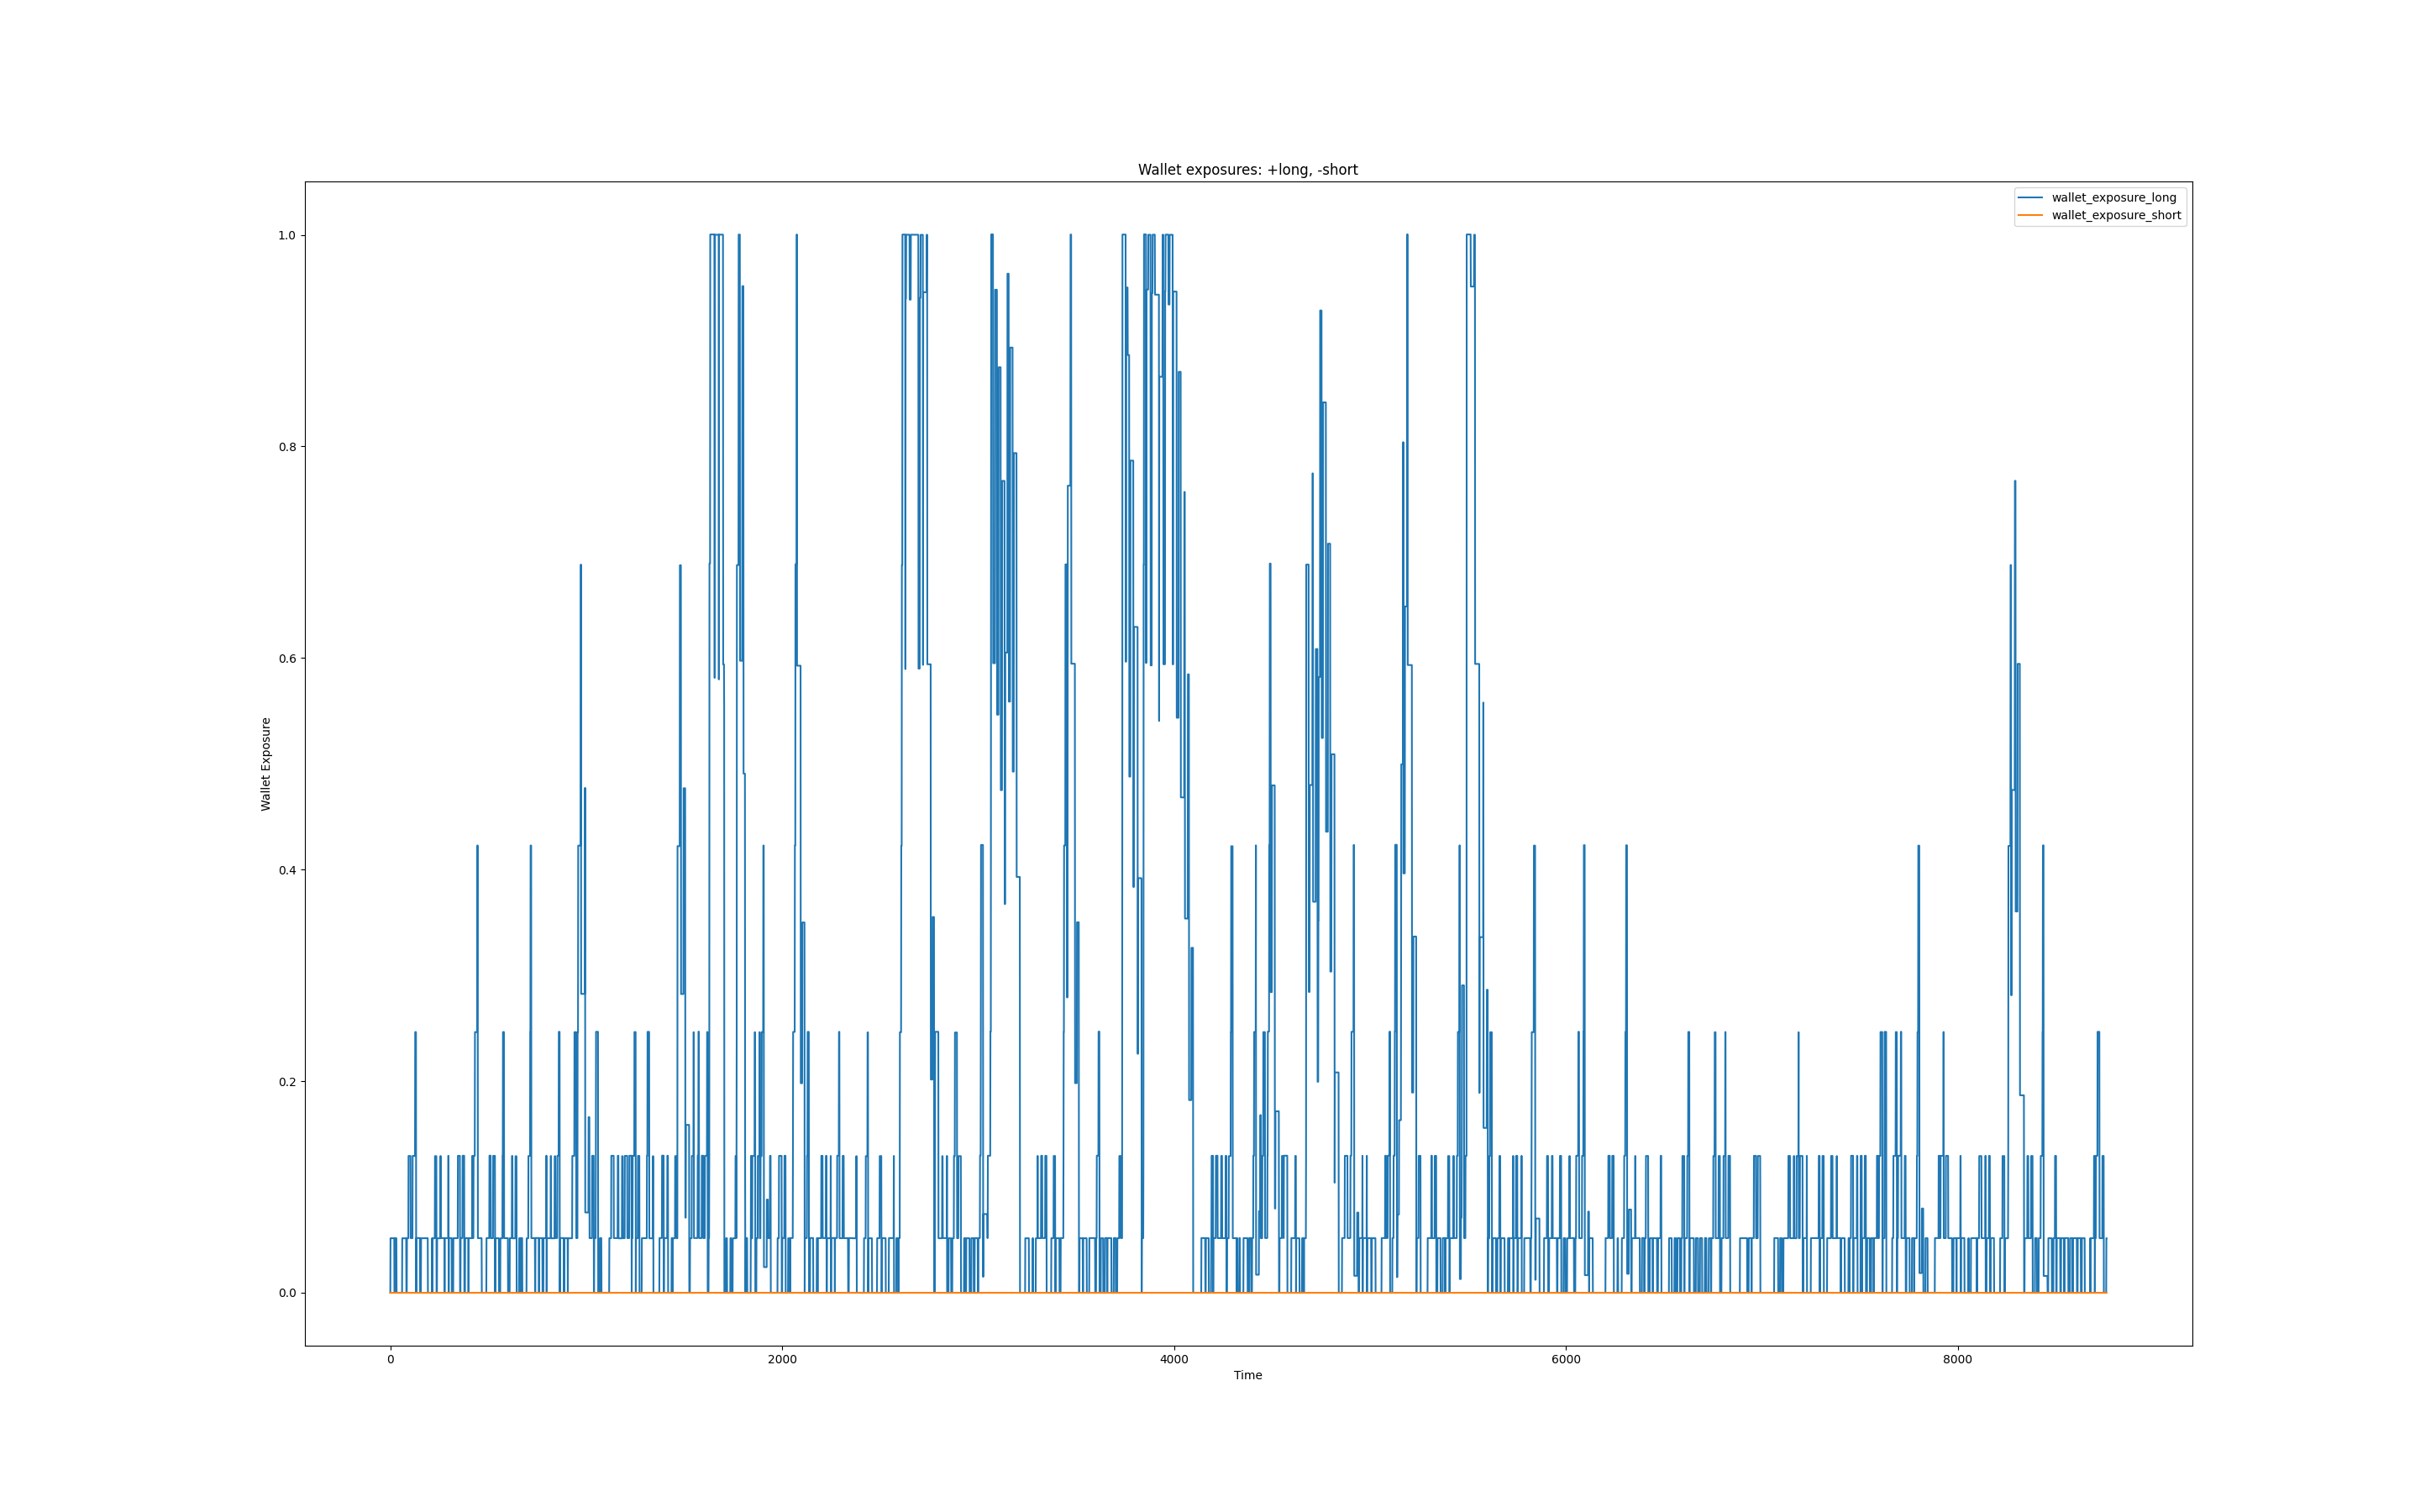 Wallet exposures: +long, -short
wallet_exposure_long
wallet_exposure_short
1.0
0.8
0.6
0.4
0.2
0.0
Wallet Exposure
0 2000 4000 6000 8000
Time